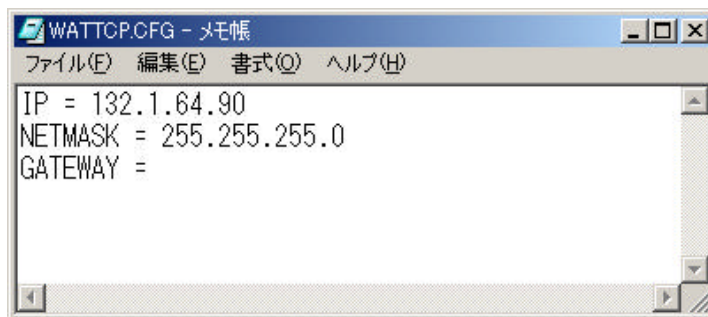 WATTCP.CFG - メモ帳
ファイル(F) 編集(E) 書式(O) ヘルプ(H)
IP = 132.1.64.90
NETMASK = 255.255.255.0
GATEWAY =